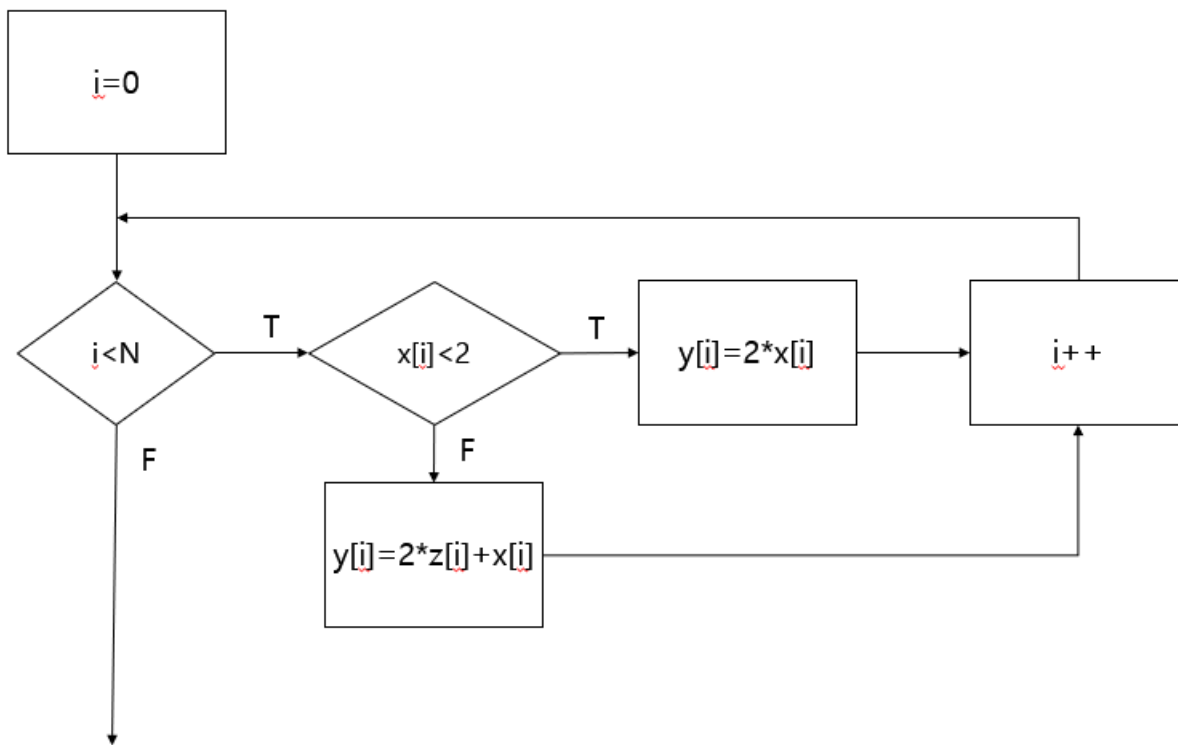 i=0
i<N
T
x[i]<2
T
y[i]=2*x[i]
i++
F
F
y[i]=2*z[i]+x[i]